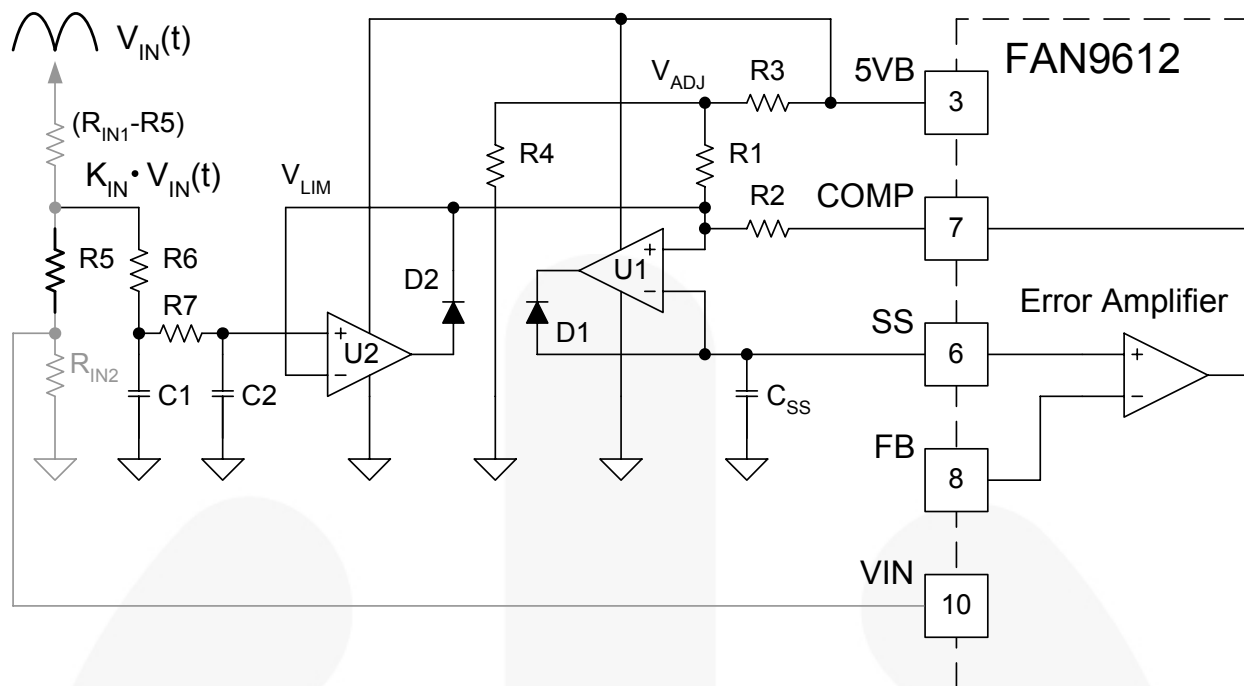 V_IN(t)
FAN9612
5VB
3
R3
V_ADJ
(R_IN1-R5)
R4
R1
K_IN • V_IN(t)
V_LIM
R2
COMP
7
R5
R6
U1
+
−
D2
R7
D1
SS
6
Error Amplifier
+
−
U2
+
−
R_IN2
C1
C2
C_SS
FB
8
VIN
10